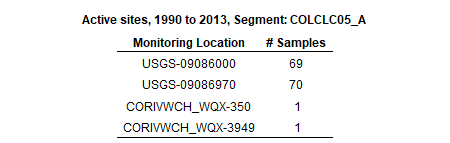 Active sites, 1990 to 2013, Segment: COLCLC05_A
Monitoring Location # Samples
USGS-09086000 69
USGS-09086970 70
CORIVWCH_WQX-350 1
CORIVWCH_WQX-3949 1